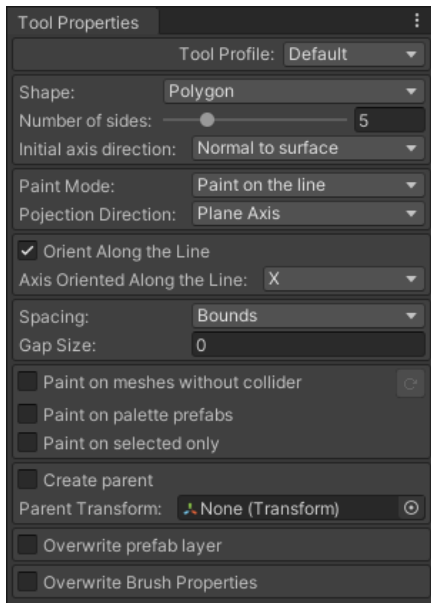 Tool Properties
Tool Profile: Default
Shape: Polygon
Number of sides: 5
Initial axis direction: Normal to surface
Paint Mode: Paint on the line
Pojection Direction: Plane Axis
Orient Along the Line
Axis Oriented Along the Line: X
Spacing: Bounds
Gap Size: 0
Paint on meshes without collider
Paint on palette prefabs
Paint on selected only
Create parent
Parent Transform: None (Transform)
Overwrite prefab layer
Overwrite Brush Properties